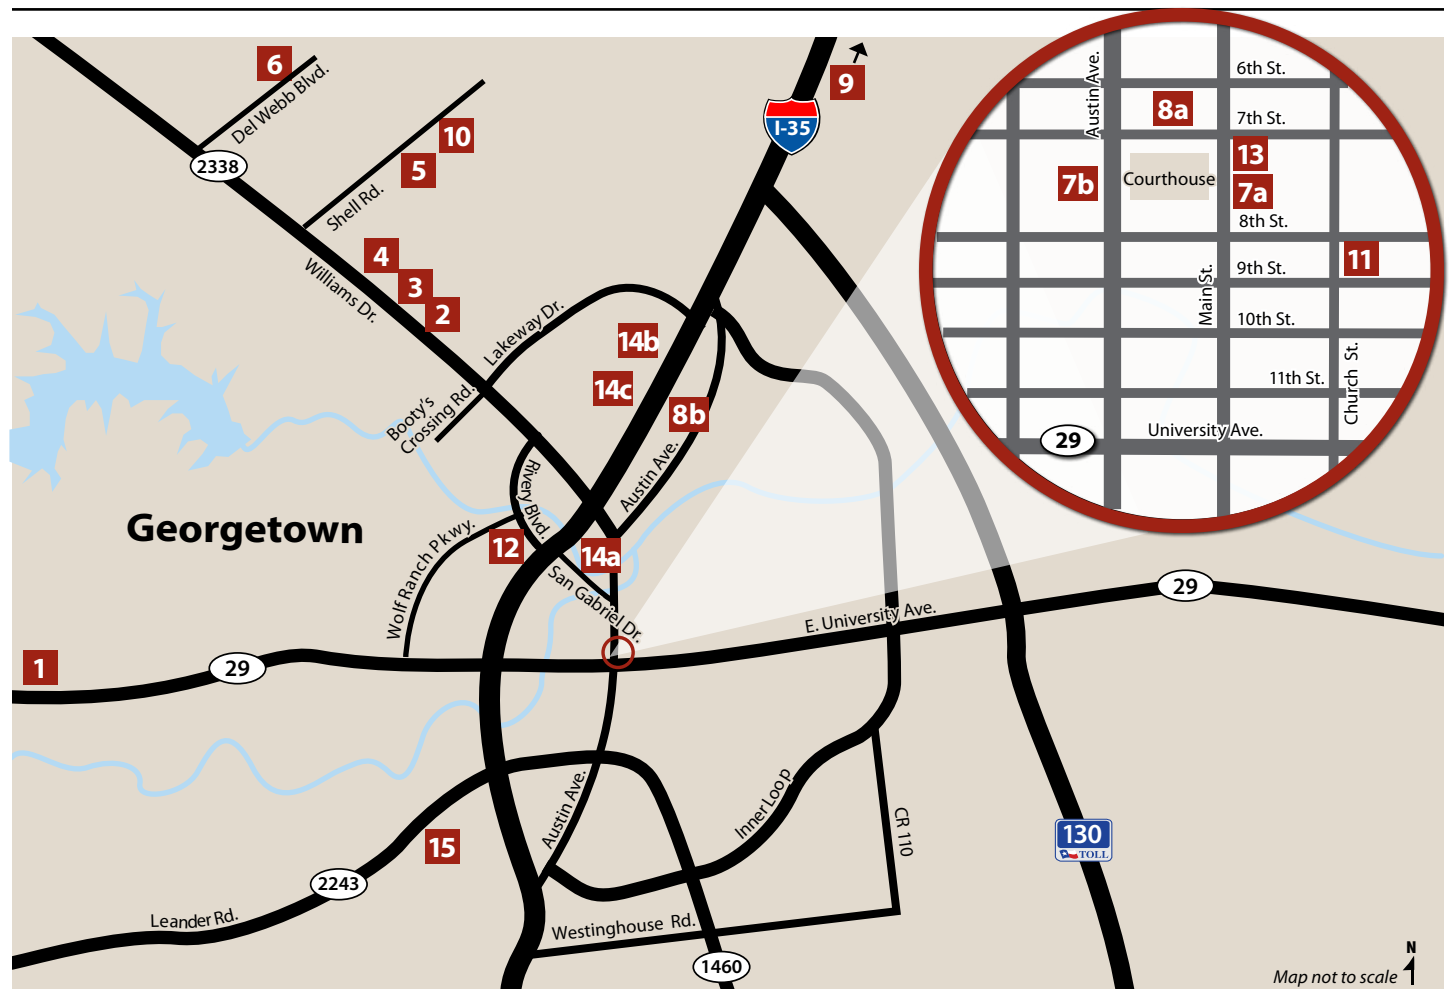 6
Del Webb Blvd.
2338
10
5
Shell Rd.
4
3
2
Williams Dr.
9
I-35
Lakeway Dr.
Booty's
Crossing Rd.
14b
14c
8b
Austin Ave.
Rivery Blvd.
Georgetown
Wolf Ranch Pkwy.
12
14a
San Gabriel Dr.
E. University Ave.
29
1
29
15
Austin Ave.
Inner Loop
CR 110
130
TOLL
2243
Leander Rd.
Westinghouse Rd.
1460
N
Map not to scale
Austin Ave.
6th St.
8a
7th St.
13
7b
Courthouse
7a
8th St.
Main St.
9th St.
11
10th St.
11th St.
Church St.
29
University Ave.